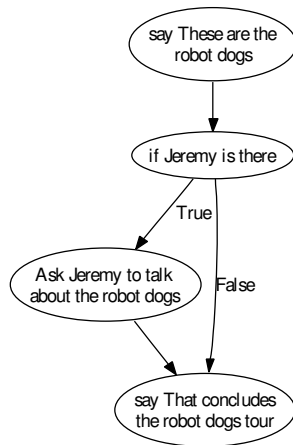 say These are the
robot dogs
if Jeremy is there
True
Ask Jeremy to talk
about the robot dogs
False
say That concludes
the robot dogs tour